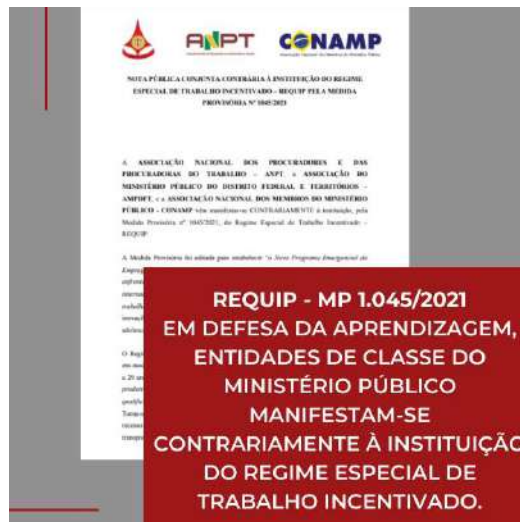 ANPT
CONAMP
NOTA PÚBLICA CONJUNTA CONTRÁRIA À INSTITUIÇÃO DO REGIME
ESPECIAL DE TRABALHO INCENTIVADO – REQUIP PELA MEDIDA
PROVISÓRIA Nº 1045/2021
A ASSOCIAÇÃO NACIONAL DOS PROCURADORES E DAS
PROCURADORAS DO TRABALHO – ANPT, a ASSOCIAÇÃO DO
MINISTÉRIO PÚBLICO DO DISTRITO FEDERAL E TERRITÓRIOS –
AMPDFT, e a ASSOCIAÇÃO NACIONAL DOS MEMBROS DO MINISTÉRIO
PÚBLICO – CONAMP vêm manifestar-se CONTRARIAMENTE à instituição, pela
Medida Provisória nº 1045/2021, do Regime Especial de Trabalho Incentivado –
REQUIP.
A Medida Provisória foi editada para estabelecer "o Novo Programa Emergencial de
O
REQUIP - MP 1.045/2021
EM DEFESA DA APRENDIZAGEM,
ENTIDADES DE CLASSE DO
MINISTÉRIO PÚBLICO
MANIFESTAM-SE
CONTRARIAMENTE À INSTITUIÇÃO
DO REGIME ESPECIAL DE
TRABALHO INCENTIVADO.